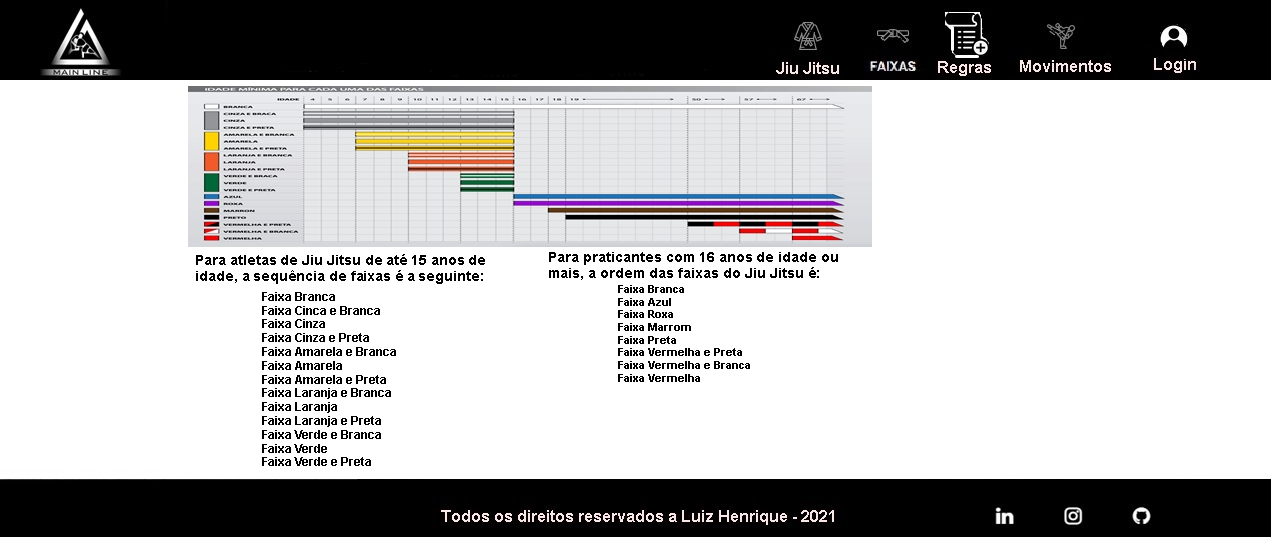 MAIN LINE
Jiu Jitsu
FAIXAS
Regras
Movimentos
Login
IDADE MÍNIMA PARA CADA UMA DAS FAIXAS
IDADE 4 5 6 7 8 9 10 11 12 13 14 15 16 17 18 19 50 57 67
BRANCA
CINZA E BRACA
CINZA
CINZA E PRETA
AMARELA E BRANCA
AMARELA
AMARELA E PRETA
LARANJA E BRANCA
LARANJA
LARANJA E PRETA
VERDE E BRACA
VERDE
VERDE E PRETA
AZUL
ROXA
MARRON
PRETO
VERMELHA E PRETA
VERMELHA E BRANCA
VERMELHA
Para atletas de Jiu Jitsu de até 15 anos de
idade, a sequência de faixas é a seguinte:
Faixa Branca
Faixa Cinca e Branca
Faixa Cinza
Faixa Cinza e Preta
Faixa Amarela e Branca
Faixa Amarela
Faixa Amarela e Preta
Faixa Laranja e Branca
Faixa Laranja
Faixa Laranja e Preta
Faixa Verde e Branca
Faixa Verde
Faixa Verde e Preta
Para praticantes com 16 anos de idade ou
mais, a ordem das faixas do Jiu Jitsu é:
Faixa Branca
Faixa Azul
Faixa Roxa
Faixa Marrom
Faixa Preta
Faixa Vermelha e Preta
Faixa Vermelha e Branca
Faixa Vermelha
Todos os direitos reservados a Luiz Henrique - 2021
in